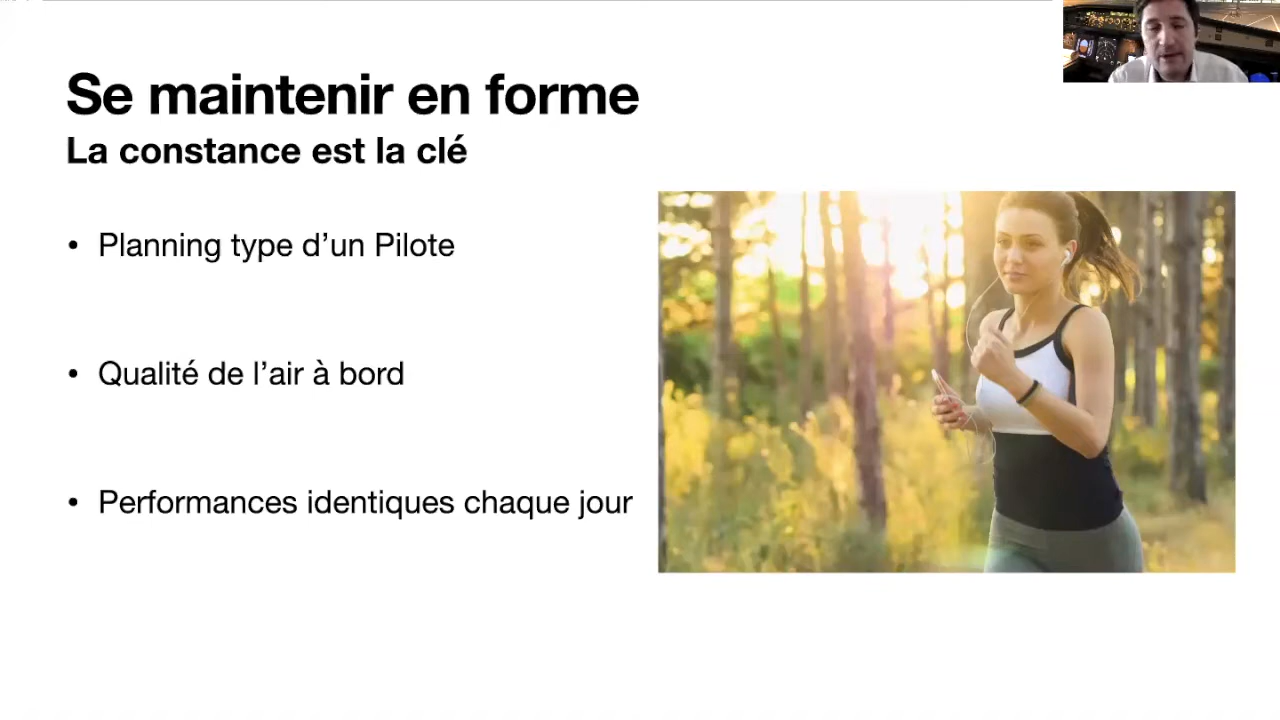 Se maintenir en forme
La constance est la clé
• Planning type d’un Pilote
• Qualité de l’air à bord
• Performances identiques chaque jour